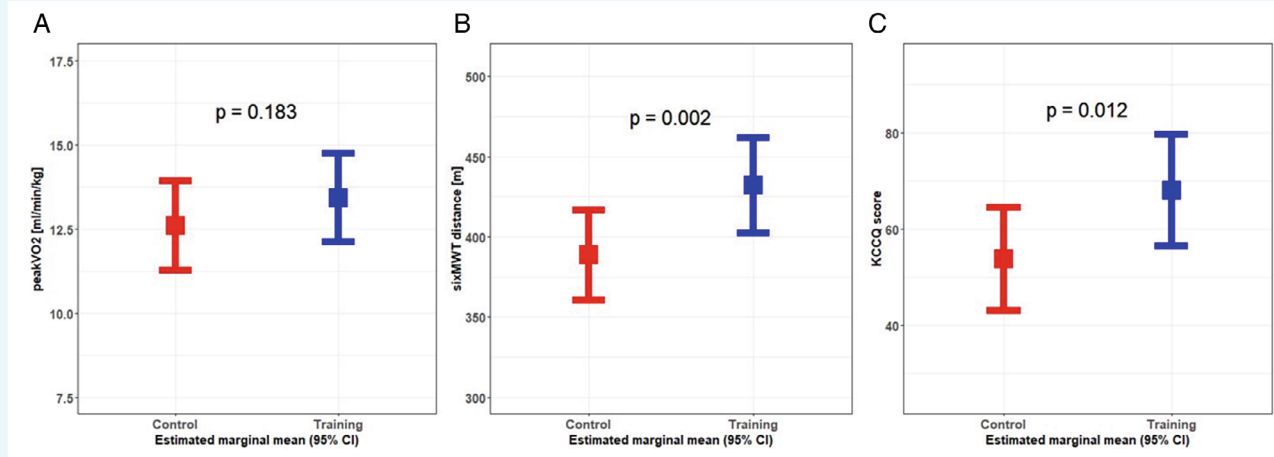 A
peakVO2 [ml/min/kg]
17.5
15.0
12.5
10.0
7.5
p = 0.183
Control
Training
Estimated marginal mean (95% CI)
B
sixMWT distance [m]
500
450
400
350
300
p = 0.002
Control
Training
Estimated marginal mean (95% CI)
C
KCCQ score
80
60
40
p = 0.012
Control
Training
Estimated marginal mean (95% CI)